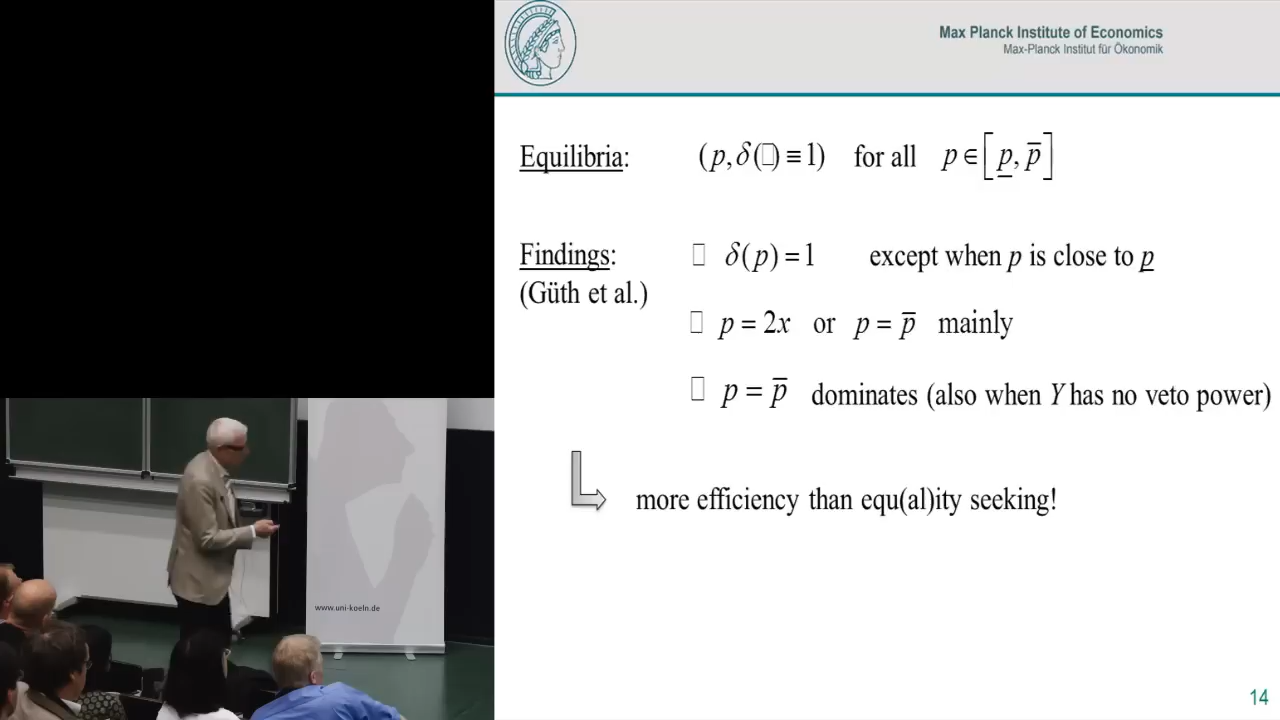 Max Planck Institute of Economics
Max-Planck Institut für Ökonomik
Equilibria: (p, δ(□) ≡ 1) for all p ∈ [p, p̄]
Findings: □ δ(p) = 1 except when p is close to p
(Güth et al.)
□ p = 2x or p = p̄ mainly
□ p = p̄ dominates (also when Y has no veto power)
more efficiency than equ(al)ity seeking!
www.uni-koeln.de
14